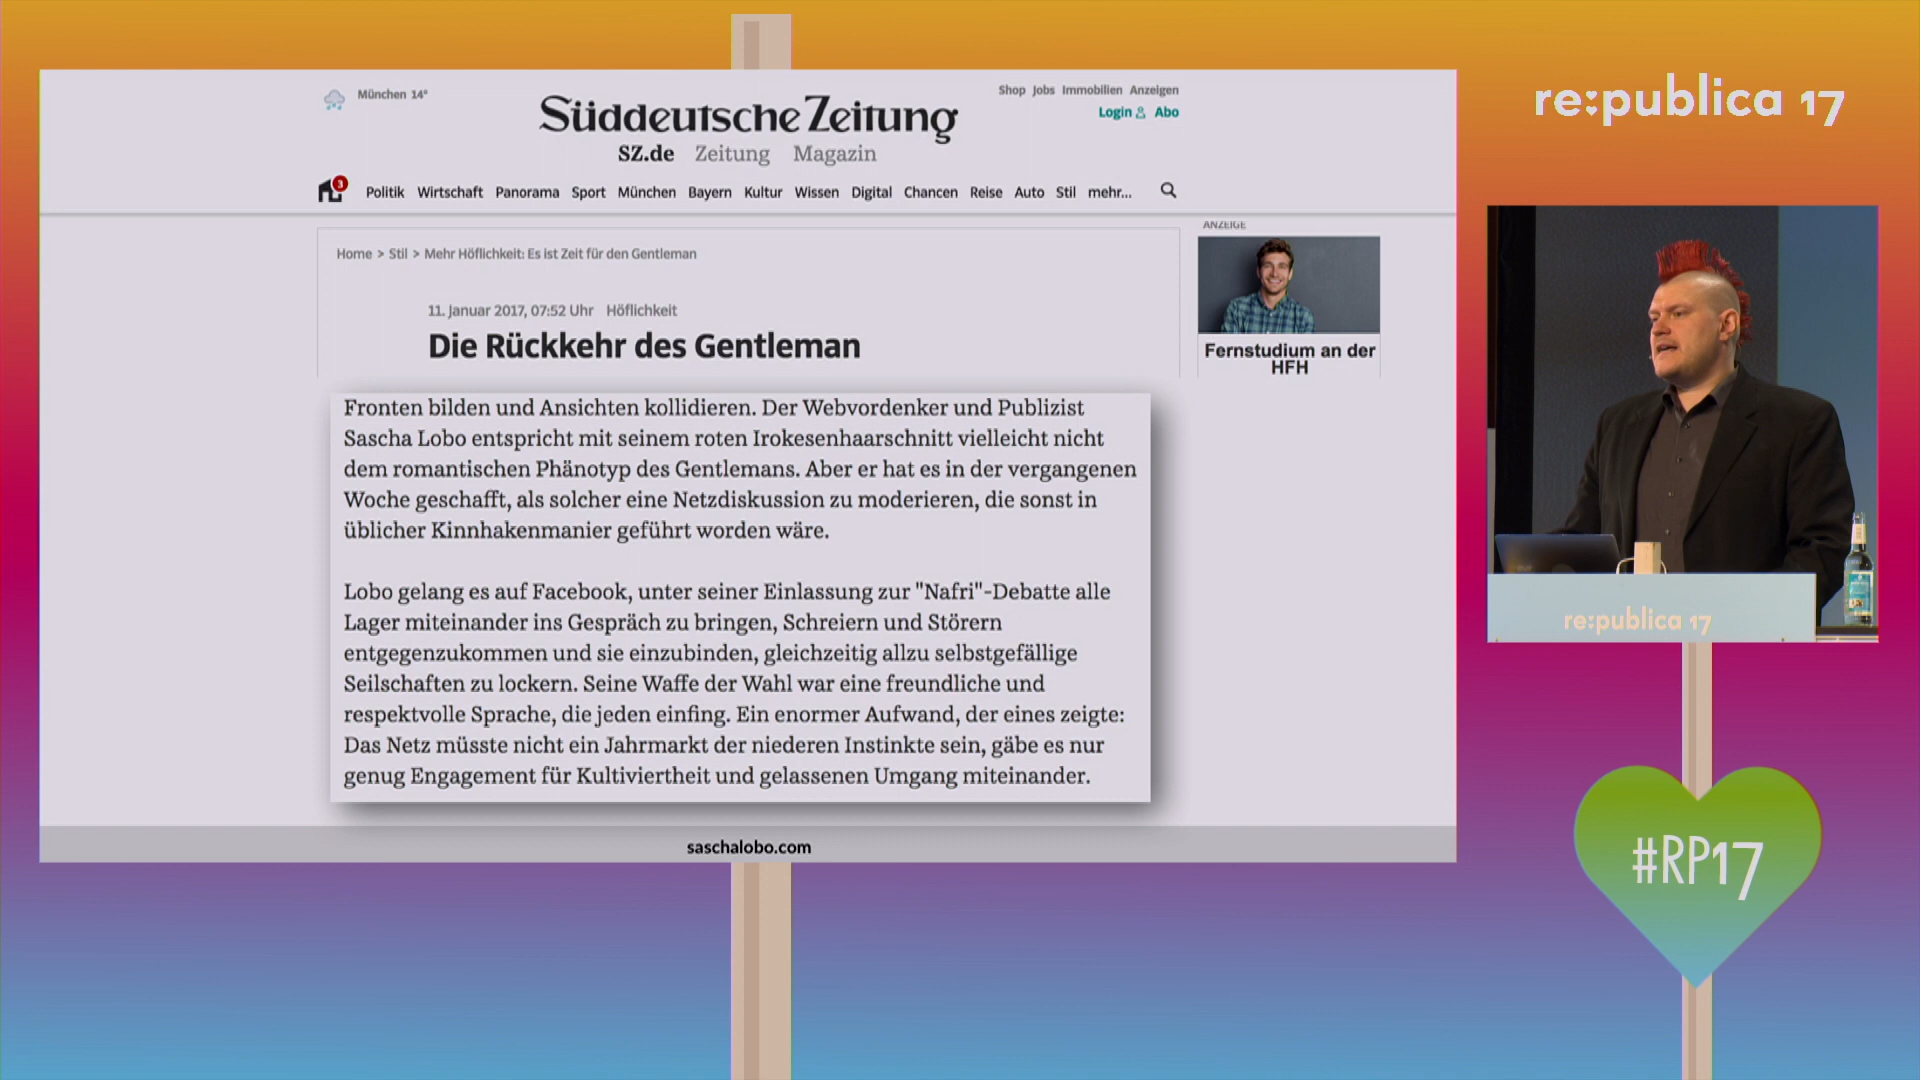 re:publica 17
München 14°
Shop Jobs Immobilien Anzeigen
Login Abo
Süddeutsche Zeitung
SZ.de Zeitung Magazin
3
Politik Wirtschaft Panorama Sport München Bayern Kultur Wissen Digital Chancen Reise Auto Stil mehr...
ANZEIGE
Home > Stil > Mehr Höflichkeit: Es ist Zeit für den Gentleman
11. Januar 2017, 07:52 Uhr Höflichkeit
Die Rückkehr des Gentleman
Fernstudium an der
HFH
Fronten bilden und Ansichten kollidieren. Der Webvordenker und Publizist
Sascha Lobo entspricht mit seinem roten Irokesenhaarschnitt vielleicht nicht
dem romantischen Phänotyp des Gentlemans. Aber er hat es in der vergangenen
Woche geschafft, als solcher eine Netzdiskussion zu moderieren, die sonst in
üblicher Kinnhakenmanier geführt worden wäre.
Lobo gelang es auf Facebook, unter seiner Einlassung zur "Nafri"-Debatte alle
Lager miteinander ins Gespräch zu bringen, Schreiern und Störern
entgegenzukommen und sie einzubinden, gleichzeitig allzu selbstgefällige
Seilschaften zu lockern. Seine Waffe der Wahl war eine freundliche und
respektvolle Sprache, die jeden einfing. Ein enormer Aufwand, der eines zeigte:
Das Netz müsste nicht ein Jahrmarkt der niederen Instinkte sein, gäbe es nur
genug Engagement für Kultiviertheit und gelassenen Umgang miteinander.
saschalobo.com
re:publica 17
#RP17